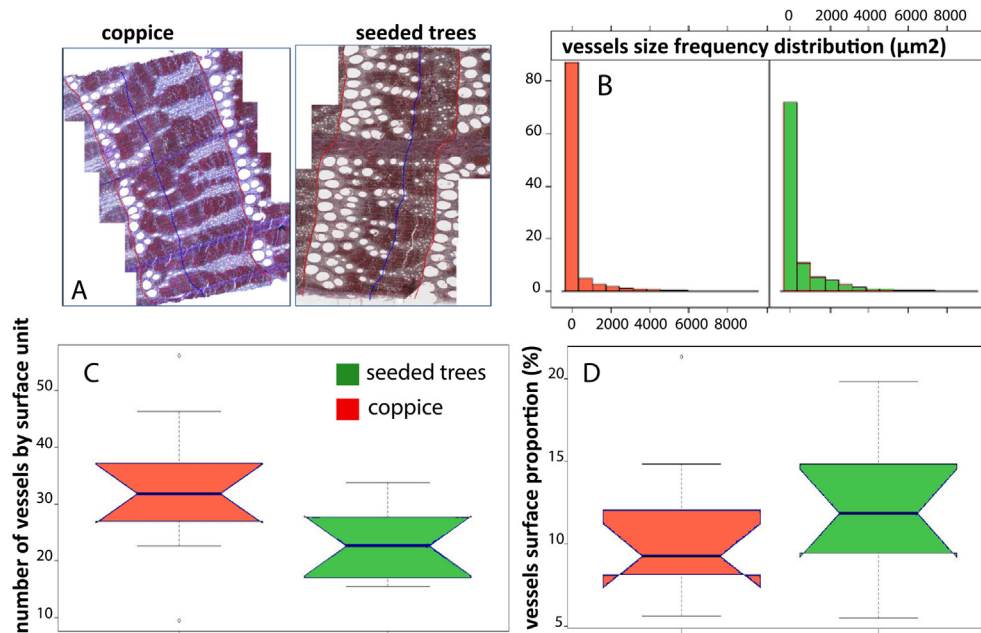 coppice
seeded trees
A
0 2000 4000 6000 8000
vessels size frequency distribution (µm2)
B
80
60
40
20
0
0 2000 4000 6000 8000
number of vessels by surface unit
50
40
30
20
10
C
seeded trees
coppice
vessels surface proportion (%)
20
15
10
5
D